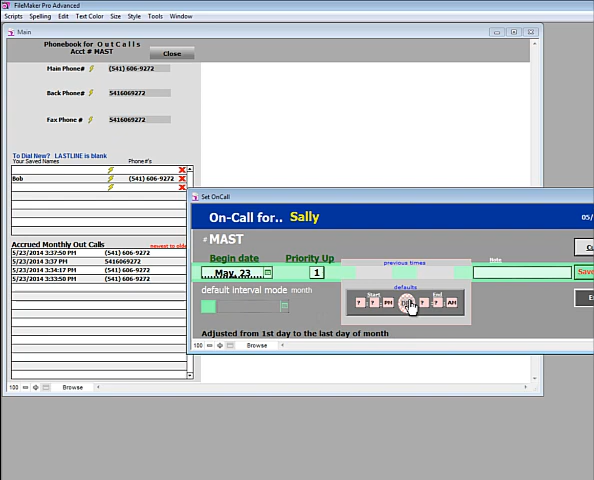 FileMaker Pro Advanced
Scripts Spelling Edit Text Color Size Style Tools Window
Main
Phonebook for O u t C a l l s
Acct # MAST
Close
Main Phone# (541) 606-9272
Back Phone# 5416069272
Fax Phone # 5416069272
To Dial New? LASTLINE is blank
Your Saved Names Phone #'s
Bob (541) 606-9272
Accrued Monthly Out Calls newest to olde
5/23/2014 3:37:50 PM (541) 606-9272
5/23/2014 3:37 PM 5416069272
5/23/2014 3:34:17 PM (541) 606-9272
5/23/2014 3:33:50 PM (541) 606-9272
100 Browse
Set OnCall
On-Call for.. Sally 05/
# MAST
Begin date Priority Up
previous times
Note
May, 23 1
Save
default interval mode month
defaults
Start End
? ? PM ? ? AM
Adjusted from 1st day to the last day of month
100 Browse